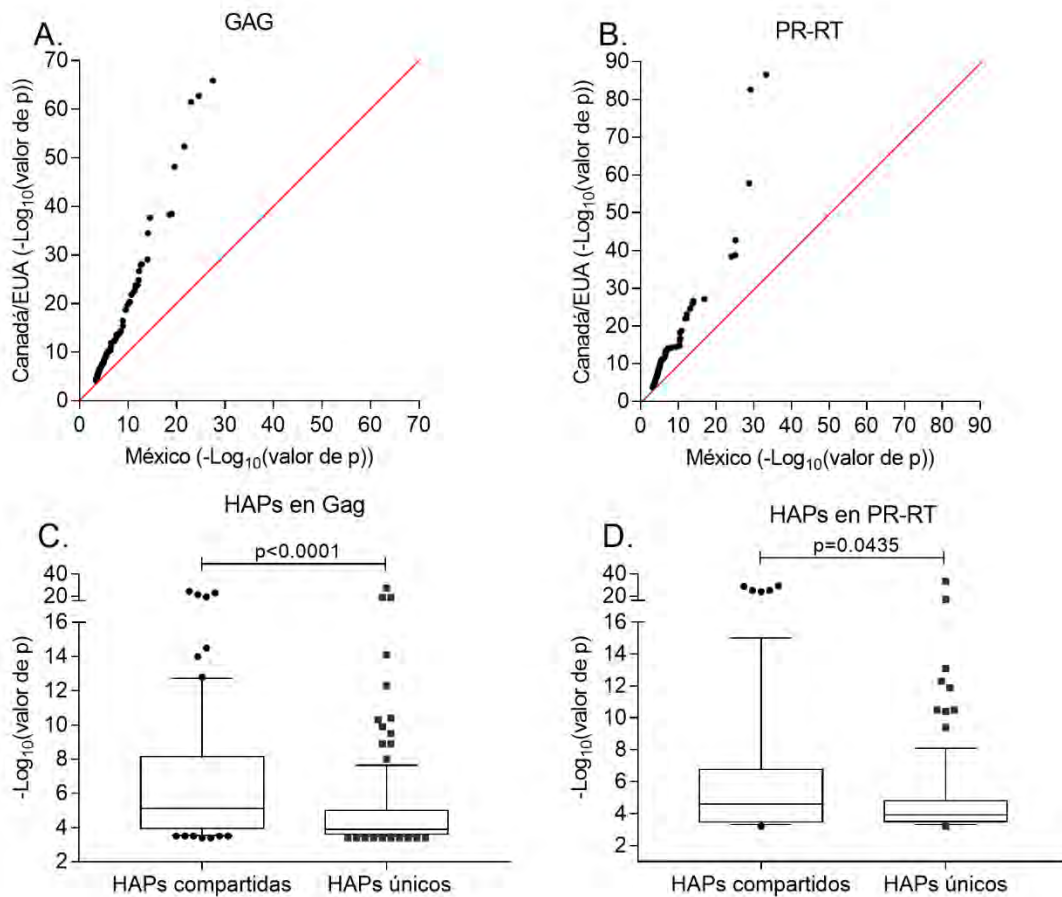 A.
GAG
Canadá/EUA (-Log10(valor de p))
70
60
50
40
30
20
10
0
0 10 20 30 40 50 60 70
México (-Log10(valor de p))
B.
PR-RT
Canadá/EUA (-Log10(valor de p))
90
80
70
60
50
40
30
20
10
0
0 10 20 30 40 50 60 70 80 90
México (-Log10(valor de p))
HAPs en Gag
C.
p<0.0001
-Log10(valor de p))
40
20
16
14
12
10
8
6
4
2
HAPs compartidas HAPs únicos
HAPs en PR-RT
D.
p=0.0435
-Log10(valor de p))
40
20
16
14
12
10
8
6
4
2
HAPs compartidos HAPs únicos